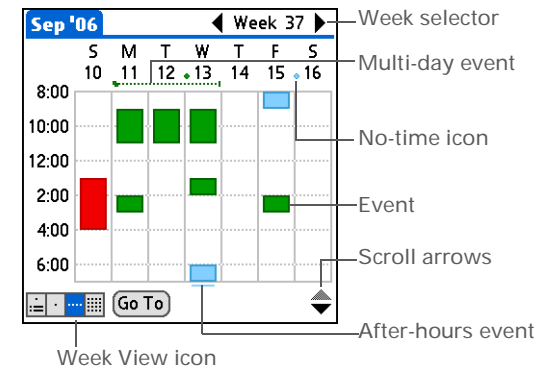 Sep '06
Week 37
Week selector
S M T W T F S
10 11 12 13 14 15 16
Multi-day event
8:00
10:00
No-time icon
12:00
2:00
Event
4:00
6:00
Scroll arrows
Go To
After-hours event
Week View icon